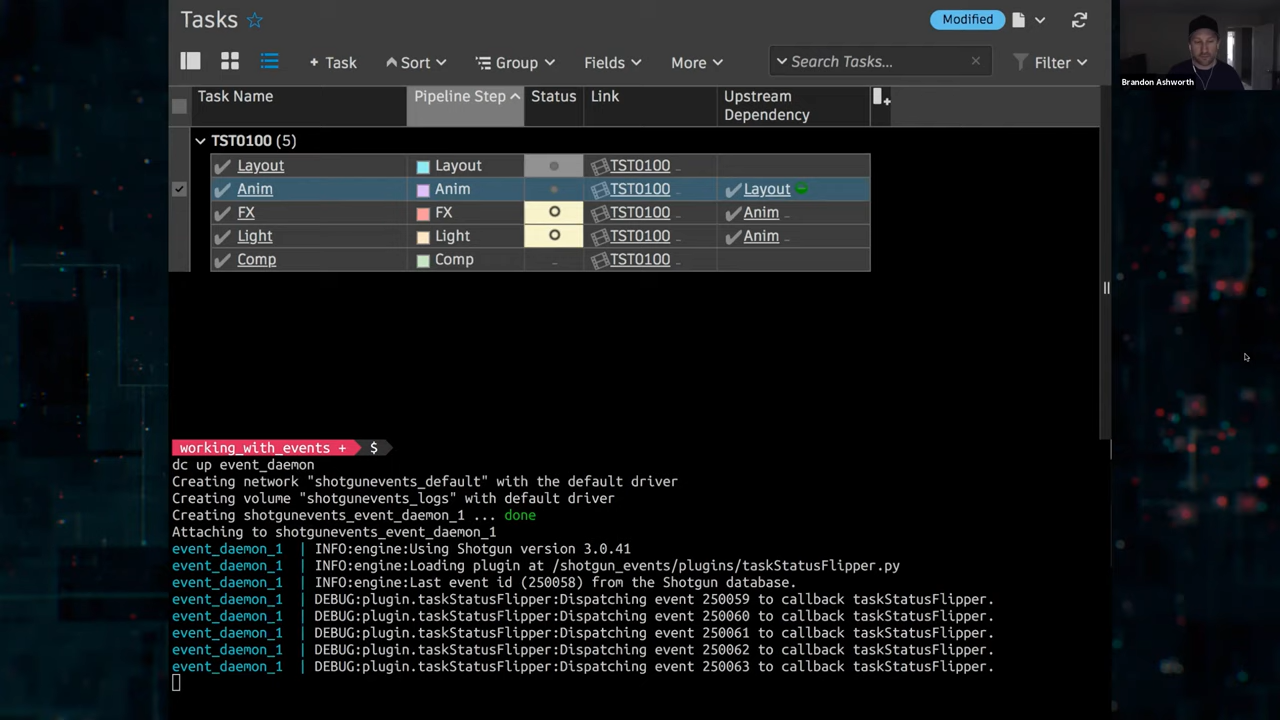 Tasks
Modified
Brandon Ashworth
+ Task
Sort
Group
Fields
More
Search Tasks...
Filter
Task Name
Pipeline Step
Status
Link
Upstream Dependency
TST0100 (5)
Layout Layout TST0100 Layout
Anim Anim TST0100
FX FX TST0100 Anim
Light Light TST0100 Anim
Comp Comp TST0100
working_with_events + $
dc up event_daemon
Creating network "shotgunevents_default" with the default driver
Creating volume "shotgunevents_logs" with default driver
Creating shotgunevents_event_daemon_1 ... done
Attaching to shotgunevents_event_daemon_1
event_daemon_1 | INFO:engine:Using Shotgun version 3.0.41
event_daemon_1 | INFO:engine:Loading plugin at /shotgun_events/plugins/taskStatusFlipper.py
event_daemon_1 | INFO:engine:Last event id (250058) from the Shotgun database.
event_daemon_1 | DEBUG:plugin.taskStatusFlipper:Dispatching event 250059 to callback taskStatusFlipper.
event_daemon_1 | DEBUG:plugin.taskStatusFlipper:Dispatching event 250060 to callback taskStatusFlipper.
event_daemon_1 | DEBUG:plugin.taskStatusFlipper:Dispatching event 250061 to callback taskStatusFlipper.
event_daemon_1 | DEBUG:plugin.taskStatusFlipper:Dispatching event 250062 to callback taskStatusFlipper.
event_daemon_1 | DEBUG:plugin.taskStatusFlipper:Dispatching event 250063 to callback taskStatusFlipper.